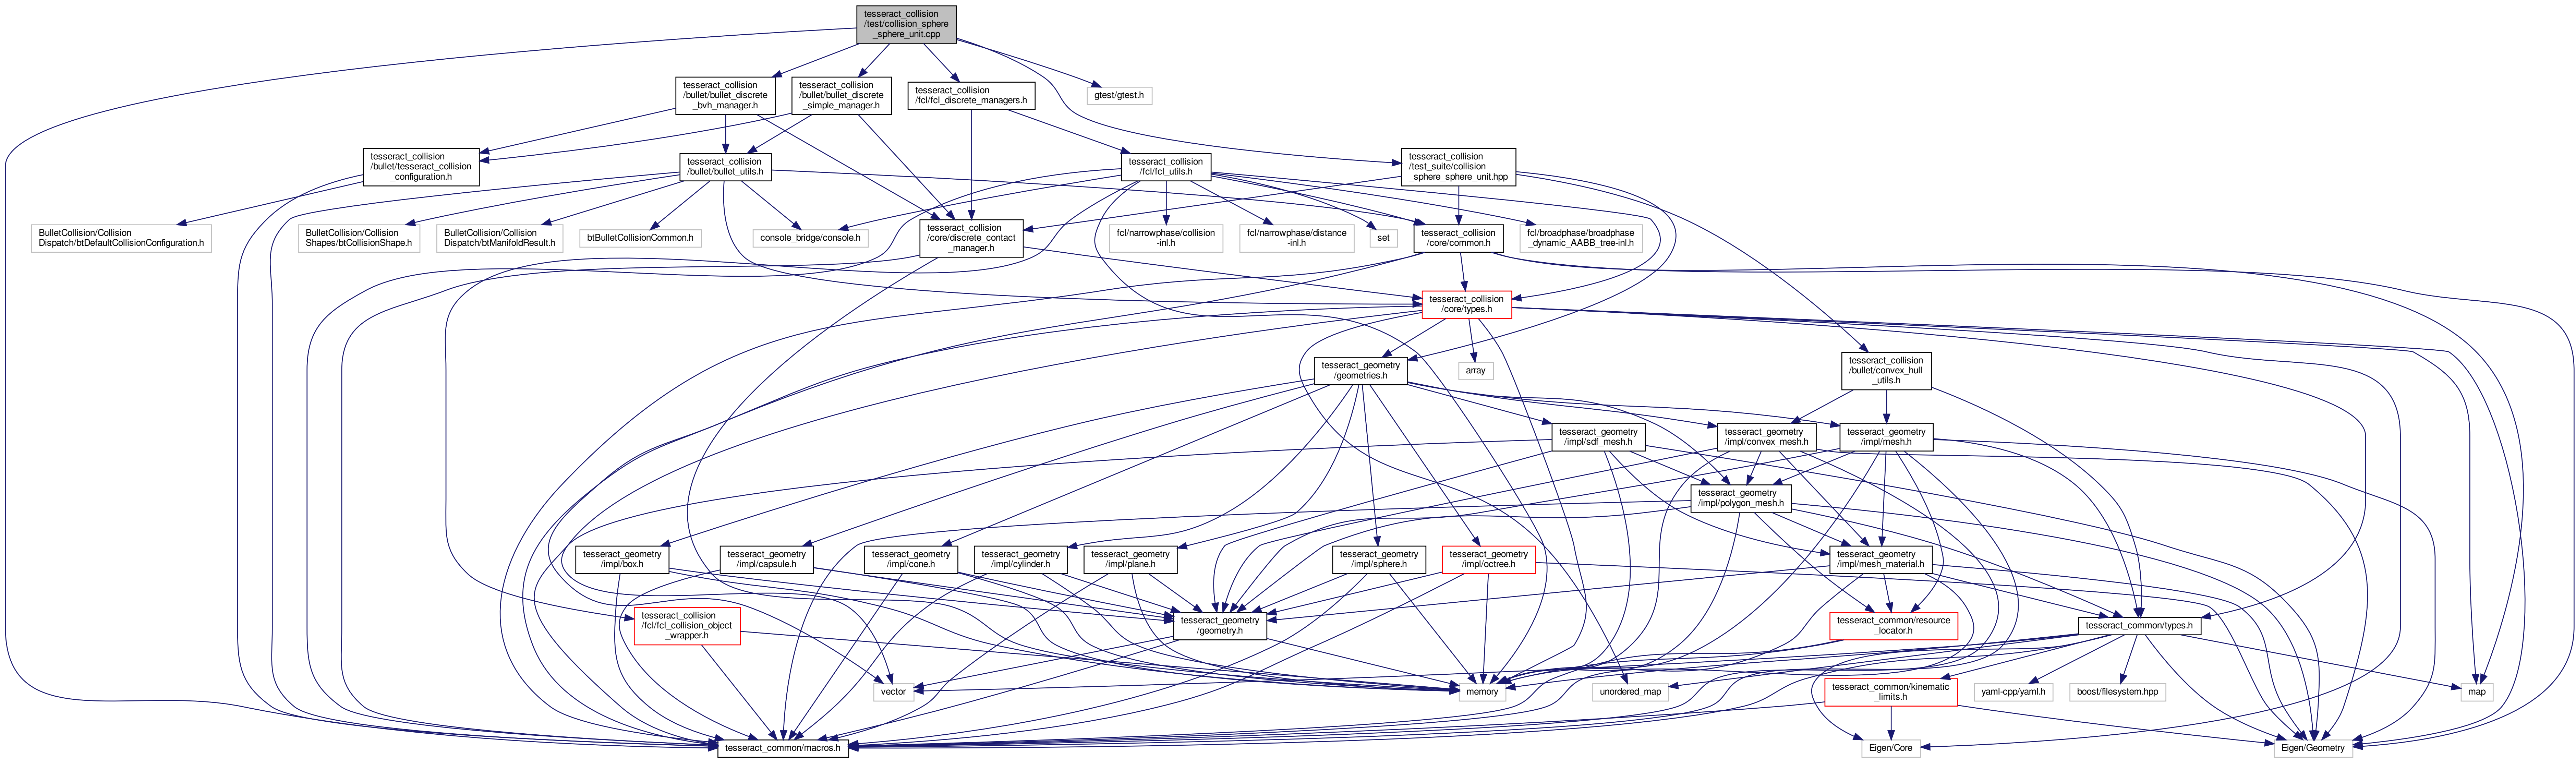 tesseract_collision
/test/collision_sphere
_sphere_unit.cpp
tesseract_collision
/bullet/bullet_discrete
_bvh_manager.h
tesseract_collision
/bullet/bullet_discrete
_simple_manager.h
tesseract_collision
/fcl/fcl_discrete_managers.h
gtest/gtest.h
tesseract_collision
/bullet/tesseract_collision
_configuration.h
tesseract_collision
/bullet/bullet_utils.h
tesseract_collision
/fcl/fcl_utils.h
tesseract_collision
/test_suite/collision
_sphere_sphere_unit.hpp
BulletCollision/Collision
Dispatch/btDefaultCollisionConfiguration.h
BulletCollision/Collision
Shapes/btCollisionShape.h
BulletCollision/Collision
Dispatch/btManifoldResult.h
btBulletCollisionCommon.h
console_bridge/console.h
tesseract_collision
/core/discrete_contact
_manager.h
fcl/narrowphase/collision
-inl.h
fcl/narrowphase/distance
-inl.h
set
tesseract_collision
/core/common.h
fcl/broadphase/broadphase
_dynamic_AABB_tree-inl.h
tesseract_collision
/core/types.h
tesseract_geometry
/geometries.h
array
tesseract_collision
/bullet/convex_hull
_utils.h
tesseract_geometry
/impl/sdf_mesh.h
tesseract_geometry
/impl/convex_mesh.h
tesseract_geometry
/impl/mesh.h
tesseract_geometry
/impl/polygon_mesh.h
tesseract_geometry
/impl/box.h
tesseract_geometry
/impl/capsule.h
tesseract_geometry
/impl/cone.h
tesseract_geometry
/impl/cylinder.h
tesseract_geometry
/impl/plane.h
tesseract_geometry
/impl/sphere.h
tesseract_geometry
/impl/octree.h
tesseract_geometry
/impl/mesh_material.h
tesseract_collision
/fcl/fcl_collision_object
_wrapper.h
tesseract_geometry
/geometry.h
tesseract_common/resource
_locator.h
tesseract_common/types.h
vector
memory
unordered_map
tesseract_common/kinematic
_limits.h
yaml-cpp/yaml.h
boost/filesystem.hpp
map
tesseract_common/macros.h
Eigen/Core
Eigen/Geometry